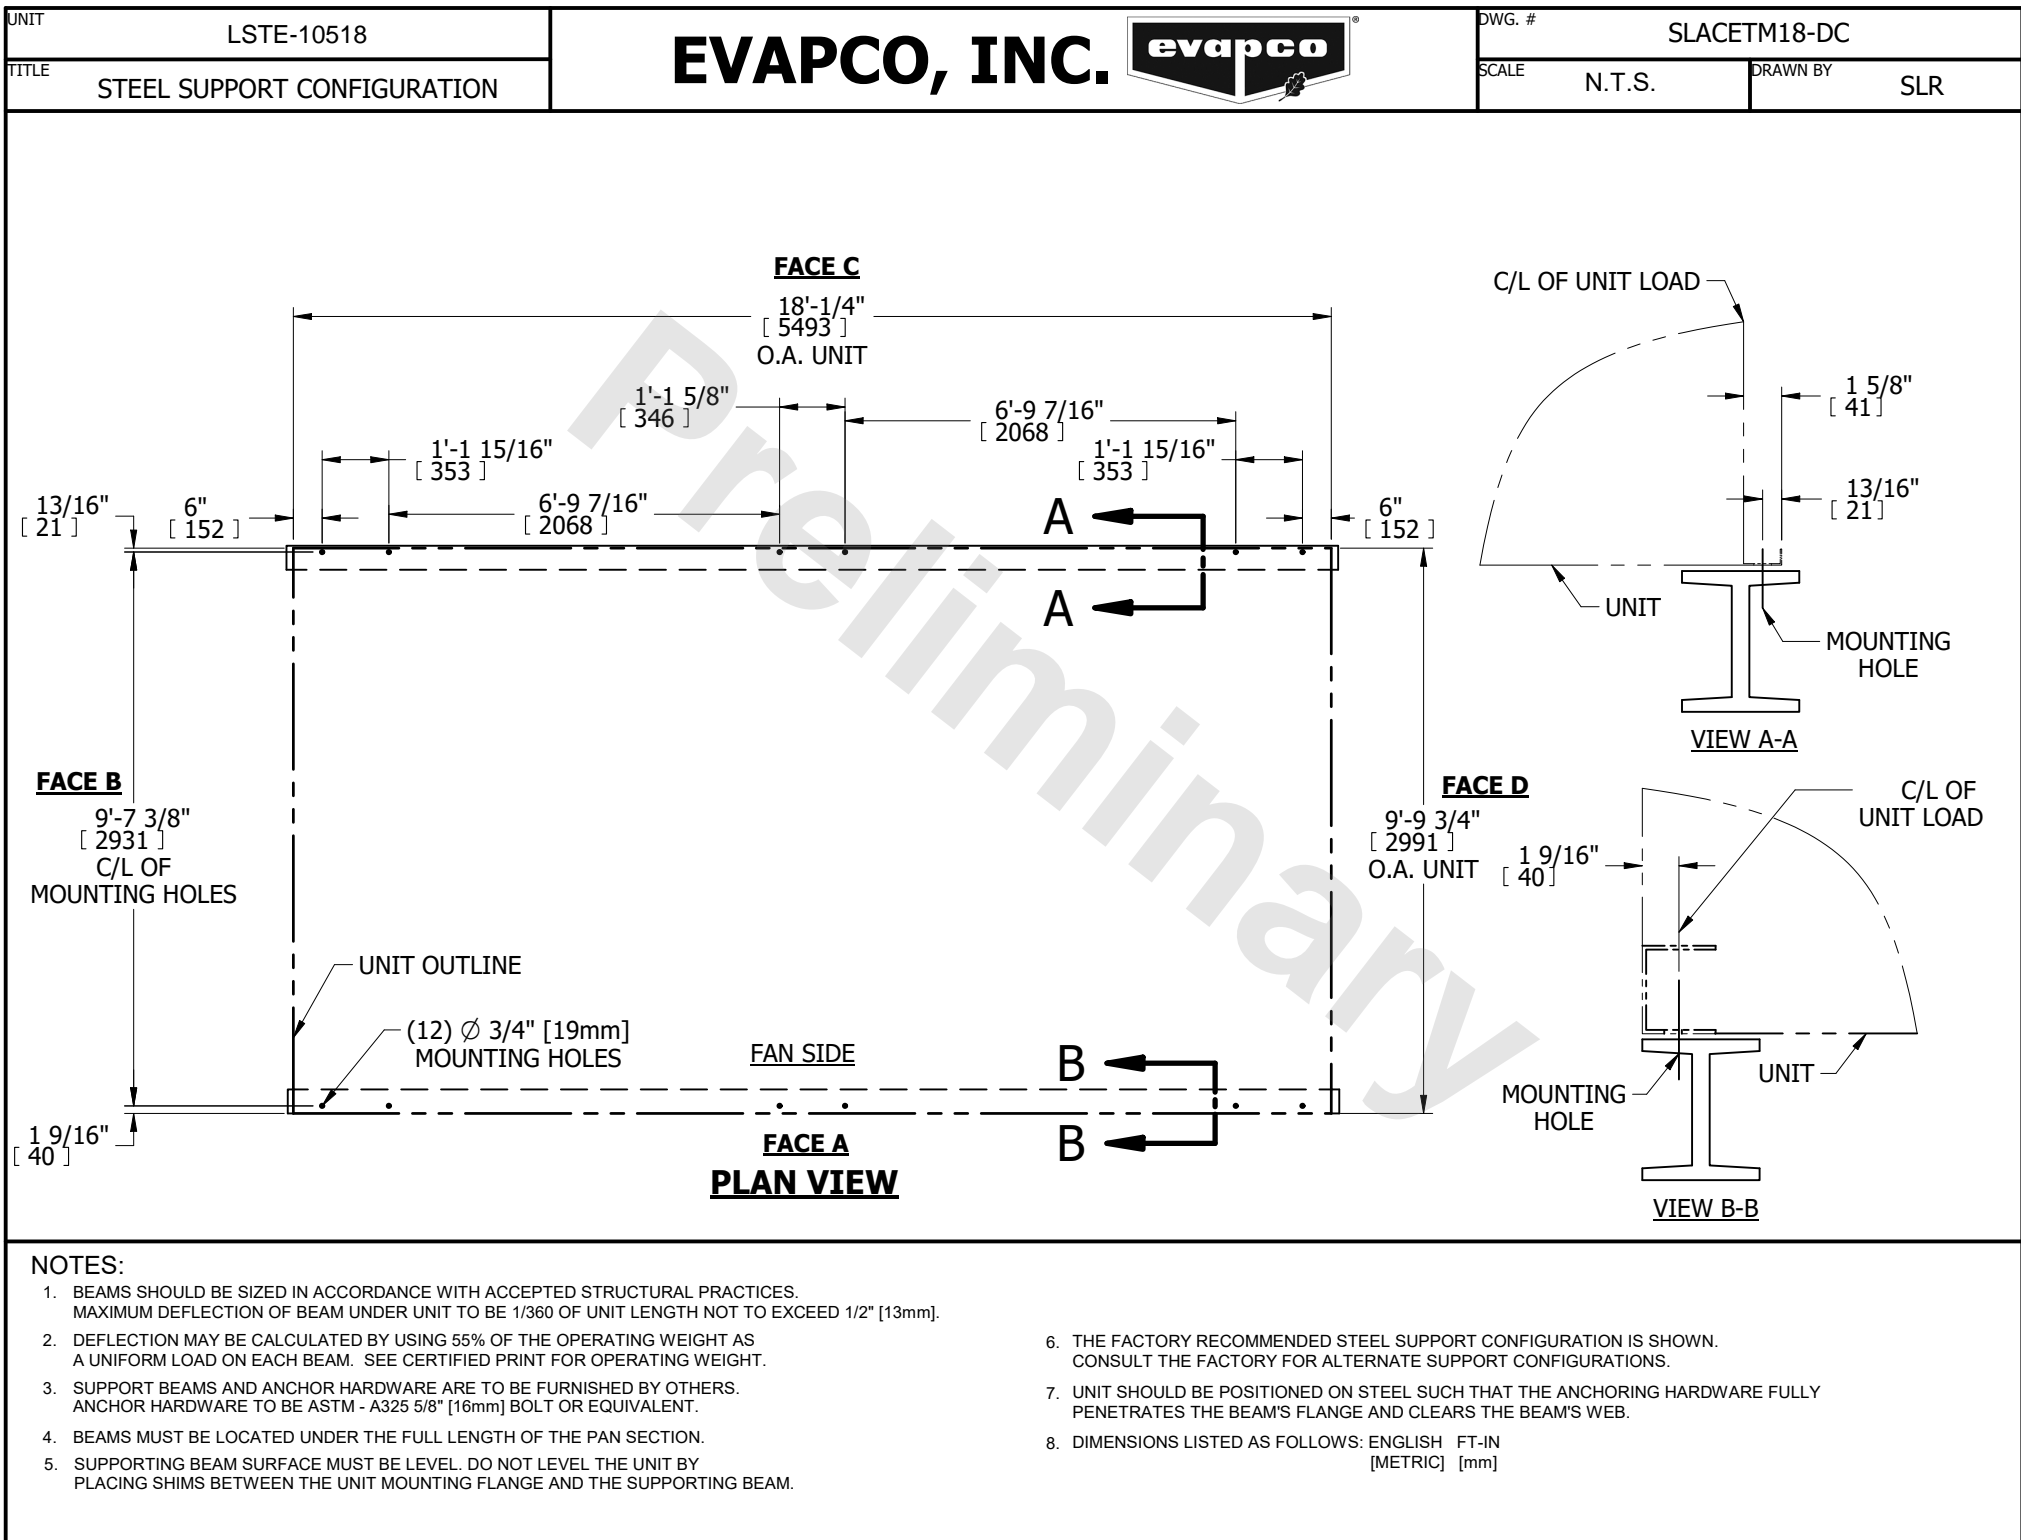 UNIT
LSTE-10518
TITLE
STEEL SUPPORT CONFIGURATION
EVAPCO, INC.
evapco
®
DWG. #
SLACETM18-DC
SCALE
N.T.S.
DRAWN BY
SLR
FACE C
18'-1/4"
[ 5493 ]
O.A. UNIT
1'-1 5/8"
[ 346 ]
6'-9 7/16"
[ 2068 ]
1'-1 15/16"
[ 353 ]
1'-1 15/16"
[ 353 ]
13/16"
[ 21 ]
6"
[ 152 ]
6'-9 7/16"
[ 2068 ]
6"
[ 152 ]
A
A
FACE B
9'-7 3/8"
[ 2931 ]
C/L OF
MOUNTING HOLES
FACE D
9'-9 3/4"
[ 2991 ]
O.A. UNIT
UNIT OUTLINE
(12) Ø 3/4" [19mm]
MOUNTING HOLES
FAN SIDE
B
B
1 9/16"
[ 40 ]
FACE A
PLAN VIEW
Preliminary
C/L OF UNIT LOAD
1 5/8"
[ 41]
13/16"
[ 21]
UNIT
MOUNTING
HOLE
VIEW A-A
C/L OF
UNIT LOAD
1 9/16"
[ 40]
UNIT
MOUNTING
HOLE
VIEW B-B
NOTES:
1. BEAMS SHOULD BE SIZED IN ACCORDANCE WITH ACCEPTED STRUCTURAL PRACTICES.
MAXIMUM DEFLECTION OF BEAM UNDER UNIT TO BE 1/360 OF UNIT LENGTH NOT TO EXCEED 1/2" [13mm].
2. DEFLECTION MAY BE CALCULATED BY USING 55% OF THE OPERATING WEIGHT AS
A UNIFORM LOAD ON EACH BEAM. SEE CERTIFIED PRINT FOR OPERATING WEIGHT.
3. SUPPORT BEAMS AND ANCHOR HARDWARE ARE TO BE FURNISHED BY OTHERS.
ANCHOR HARDWARE TO BE ASTM - A325 5/8" [16mm] BOLT OR EQUIVALENT.
4. BEAMS MUST BE LOCATED UNDER THE FULL LENGTH OF THE PAN SECTION.
5. SUPPORTING BEAM SURFACE MUST BE LEVEL. DO NOT LEVEL THE UNIT BY
PLACING SHIMS BETWEEN THE UNIT MOUNTING FLANGE AND THE SUPPORTING BEAM.
6. THE FACTORY RECOMMENDED STEEL SUPPORT CONFIGURATION IS SHOWN.
CONSULT THE FACTORY FOR ALTERNATE SUPPORT CONFIGURATIONS.
7. UNIT SHOULD BE POSITIONED ON STEEL SUCH THAT THE ANCHORING HARDWARE FULLY
PENETRATES THE BEAM'S FLANGE AND CLEARS THE BEAM'S WEB.
8. DIMENSIONS LISTED AS FOLLOWS: ENGLISH FT-IN
[METRIC] [mm]